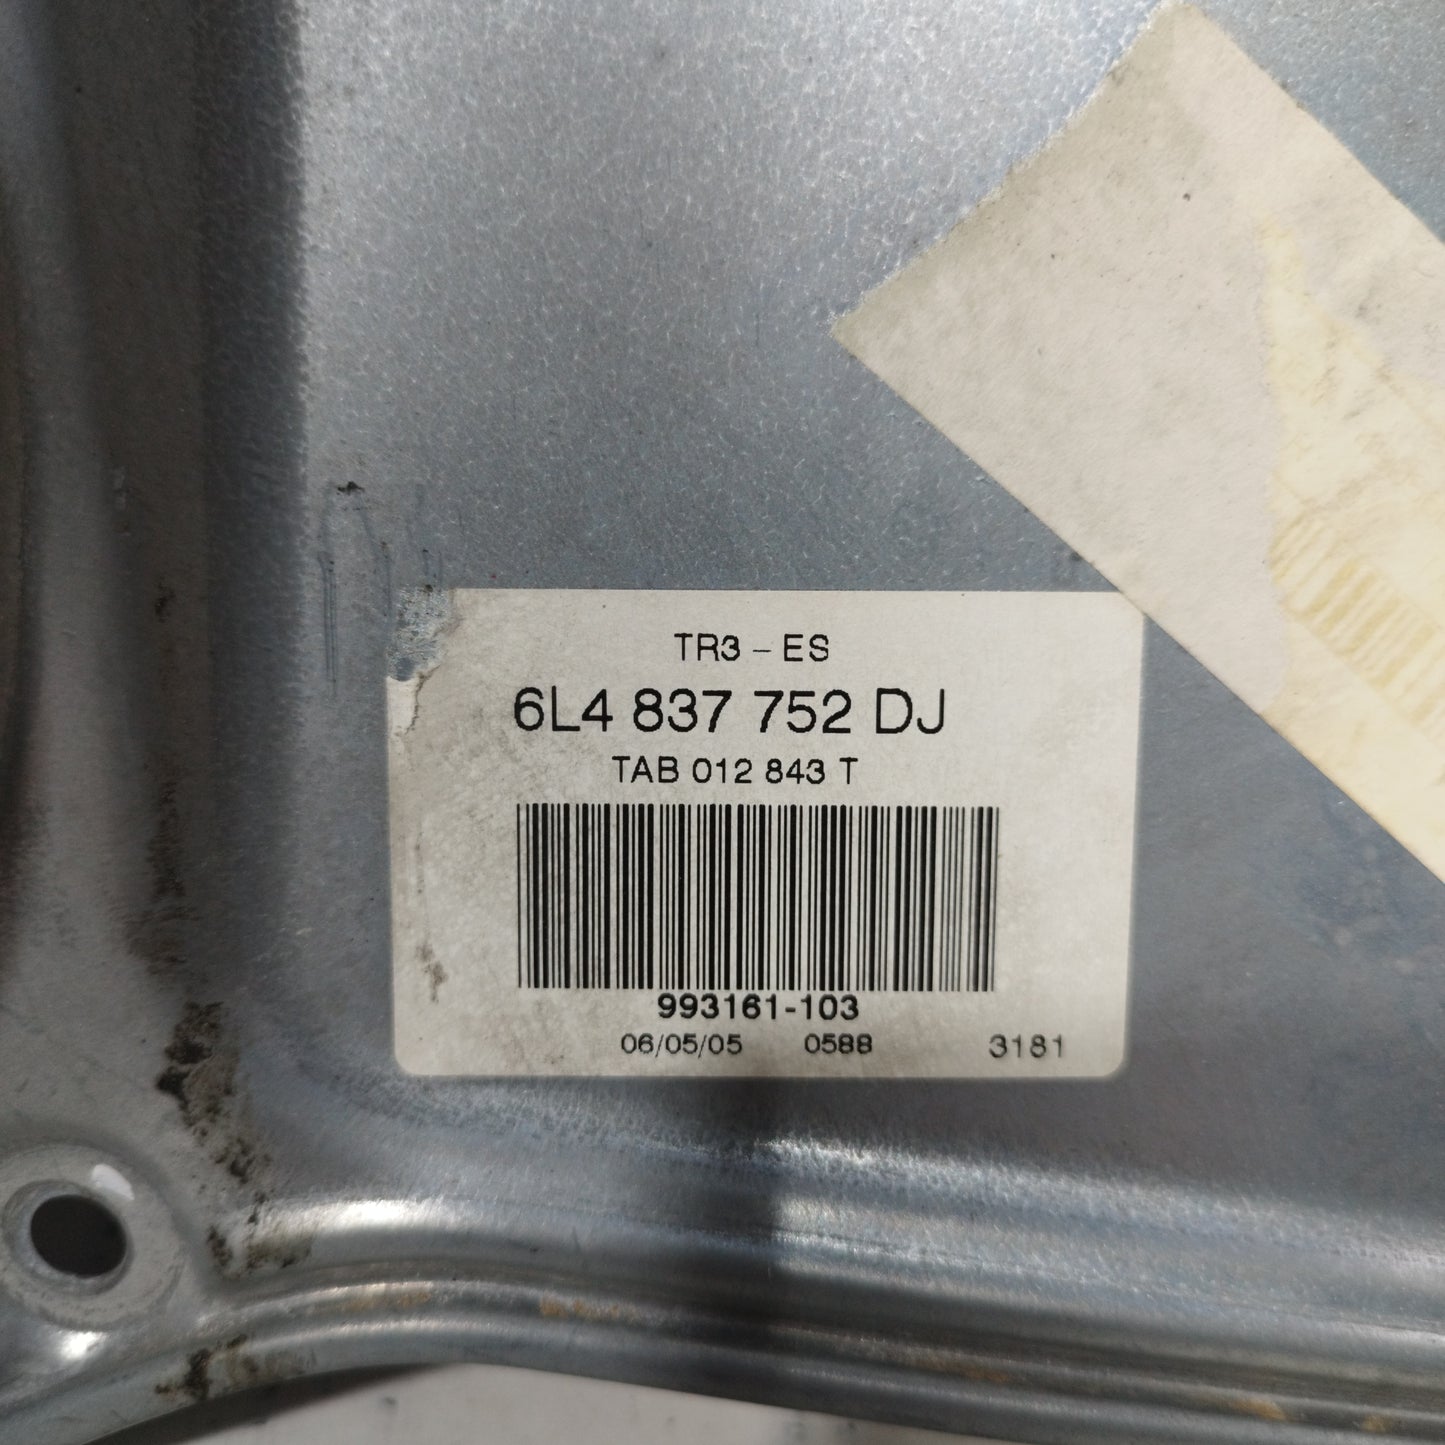 TR3 - ES
6L4 837 752 DJ
TAB 012 843 T
993161-103
06/05/05 0588 3181